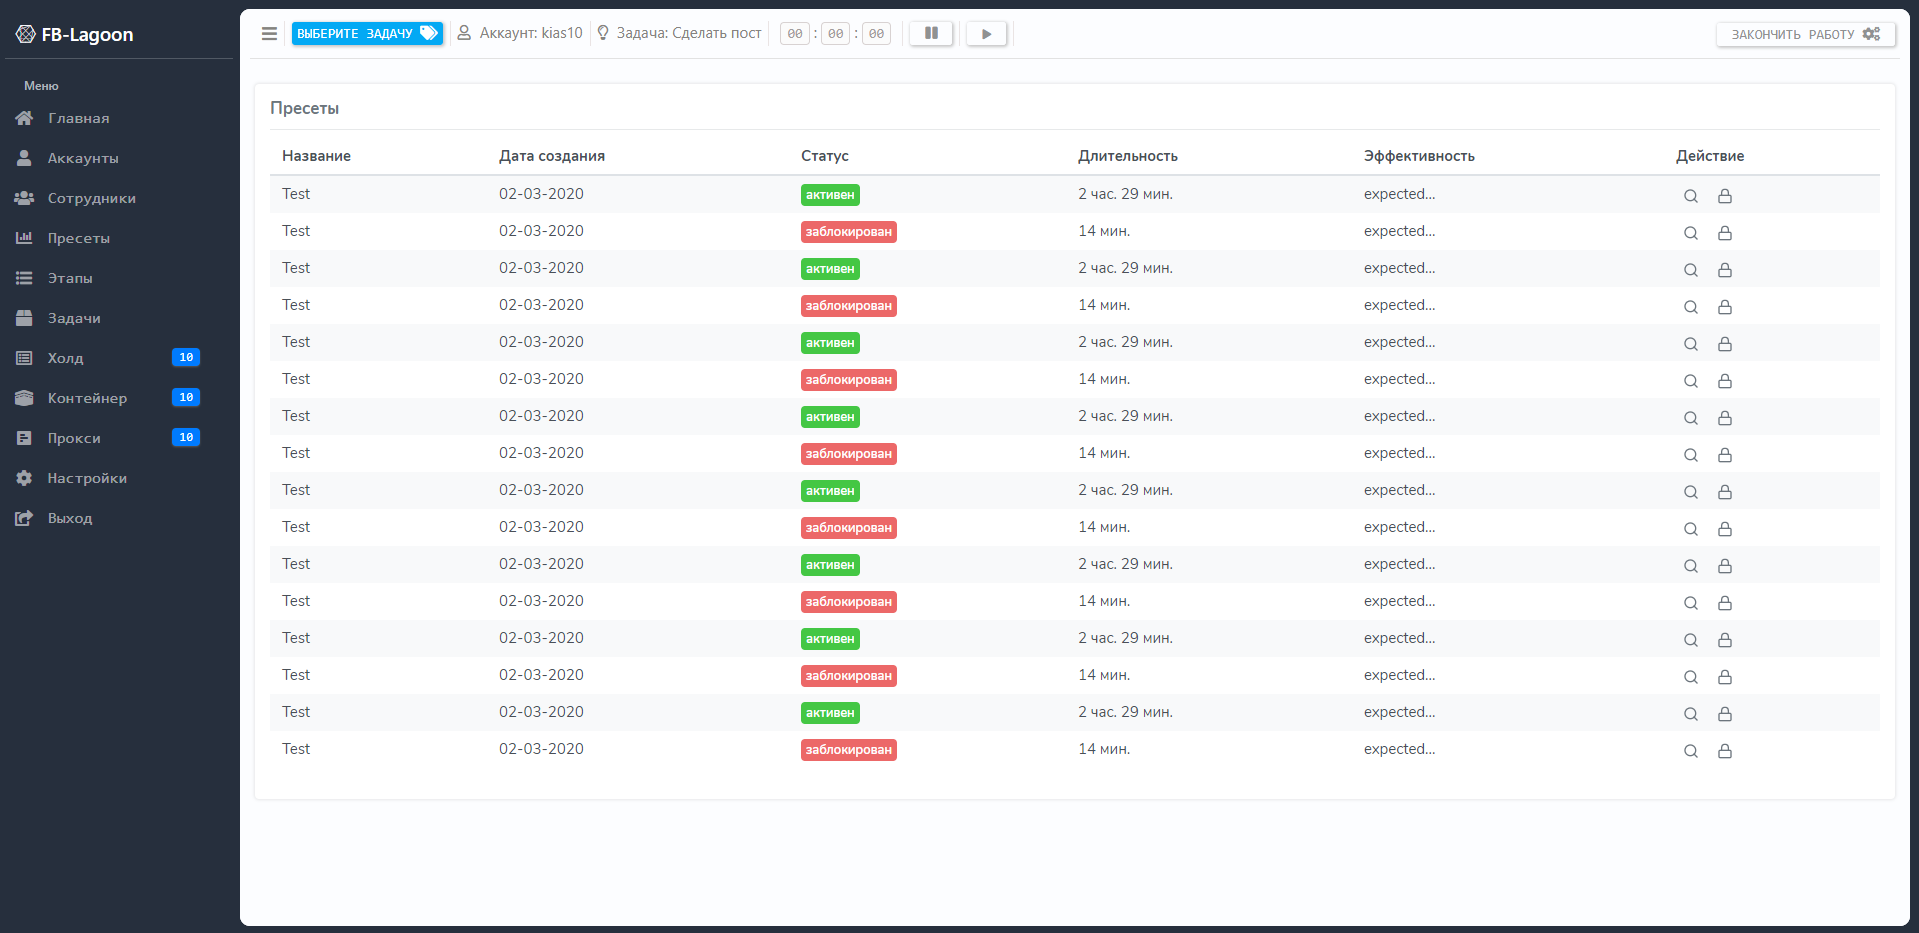 FB-Lagoon
Меню
Главная
Аккаунты
Сотрудники
Пресеты
Этапы
Задачи
Холд 10
Контейнер 10
Прокси 10
Настройки
Выход
ВЫБЕРИТЕ ЗАДАЧУ Аккаунт: kias10 Задача: Сделать пост 00 : 00 : 00 ЗАКОНЧИТЬ РАБОТУ
Пресеты
Название Дата создания Статус Длительность Эффективность Действие
Test 02-03-2020 активен 2 час. 29 мин. expected...
Test 02-03-2020 заблокирован 14 мин. expected...
Test 02-03-2020 активен 2 час. 29 мин. expected...
Test 02-03-2020 заблокирован 14 мин. expected...
Test 02-03-2020 активен 2 час. 29 мин. expected...
Test 02-03-2020 заблокирован 14 мин. expected...
Test 02-03-2020 активен 2 час. 29 мин. expected...
Test 02-03-2020 заблокирован 14 мин. expected...
Test 02-03-2020 активен 2 час. 29 мин. expected...
Test 02-03-2020 заблокирован 14 мин. expected...
Test 02-03-2020 активен 2 час. 29 мин. expected...
Test 02-03-2020 заблокирован 14 мин. expected...
Test 02-03-2020 активен 2 час. 29 мин. expected...
Test 02-03-2020 заблокирован 14 мин. expected...
Test 02-03-2020 активен 2 час. 29 мин. expected...
Test 02-03-2020 заблокирован 14 мин. expected...